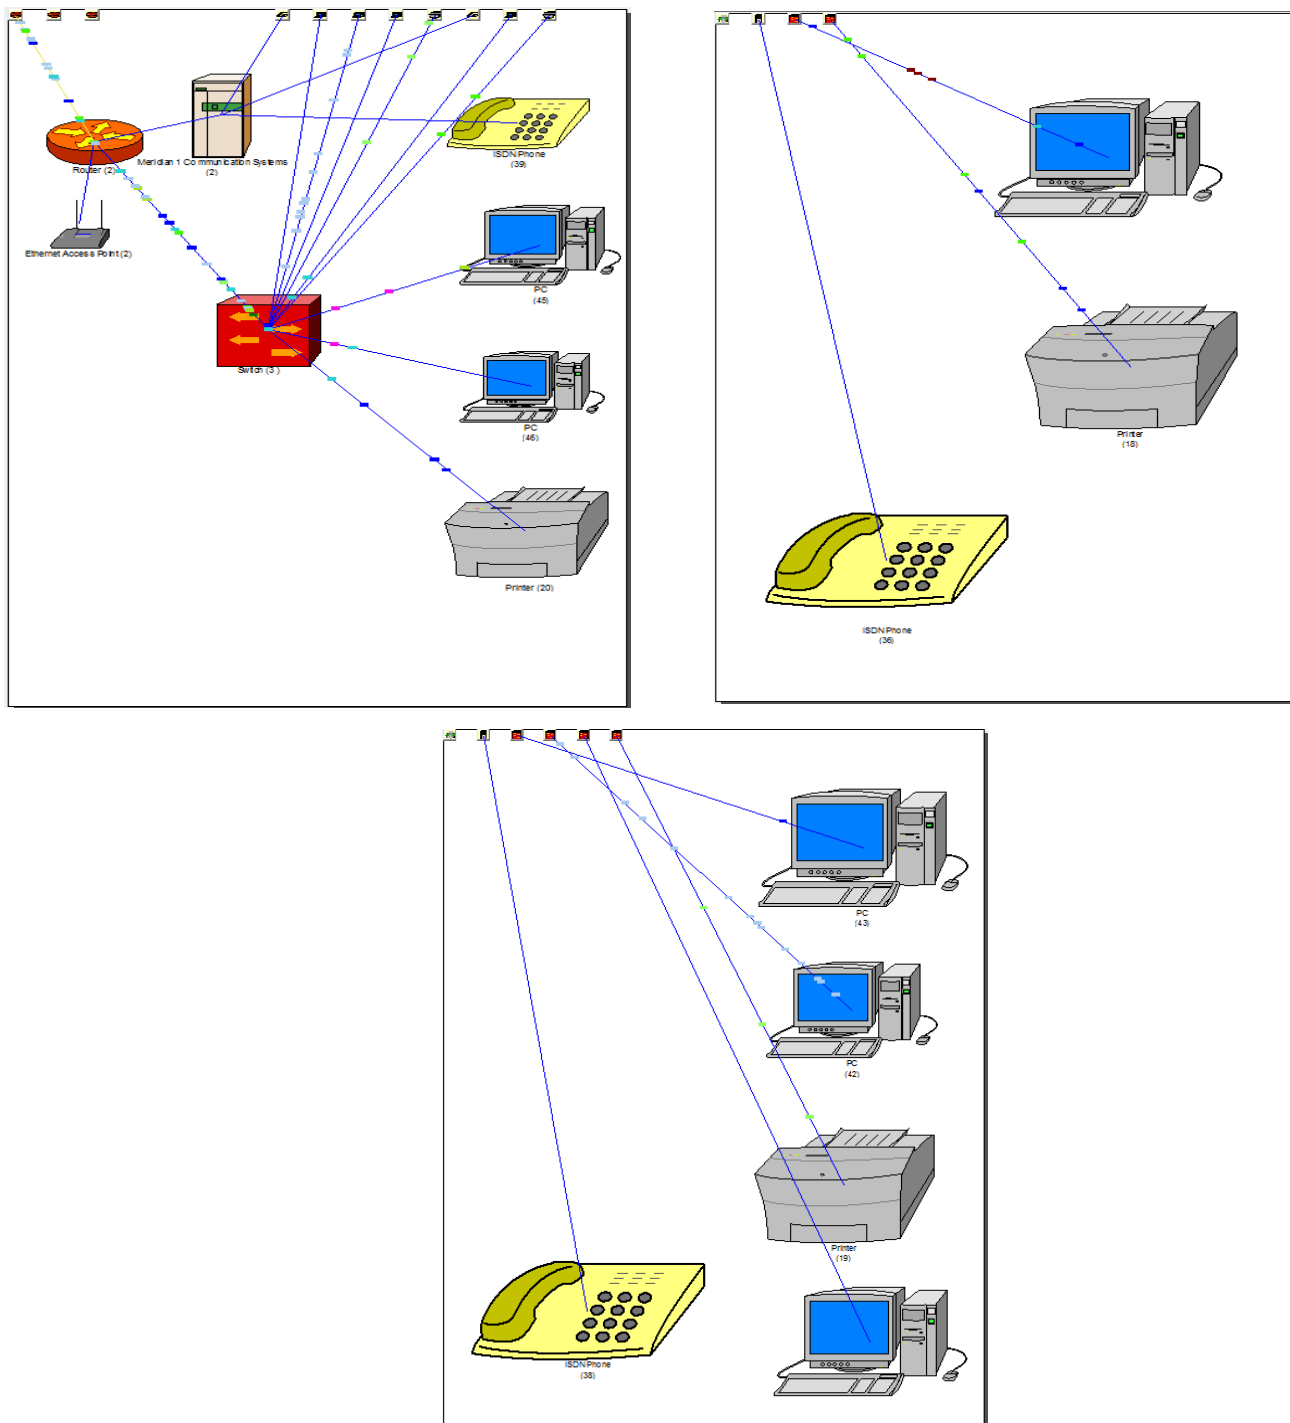 Router (2)
Meridian 1 Communication Systems
(2)
ISDN Phone
(39)
Ethernet Access Point (2)
PC
(45)
Switch (3 )
PC
(46)
Printer (20)
Printer
(18)
ISDN Phone
(36)
PC
(43)
PC
(42)
Printer
(19)
ISDN Phone
(38)